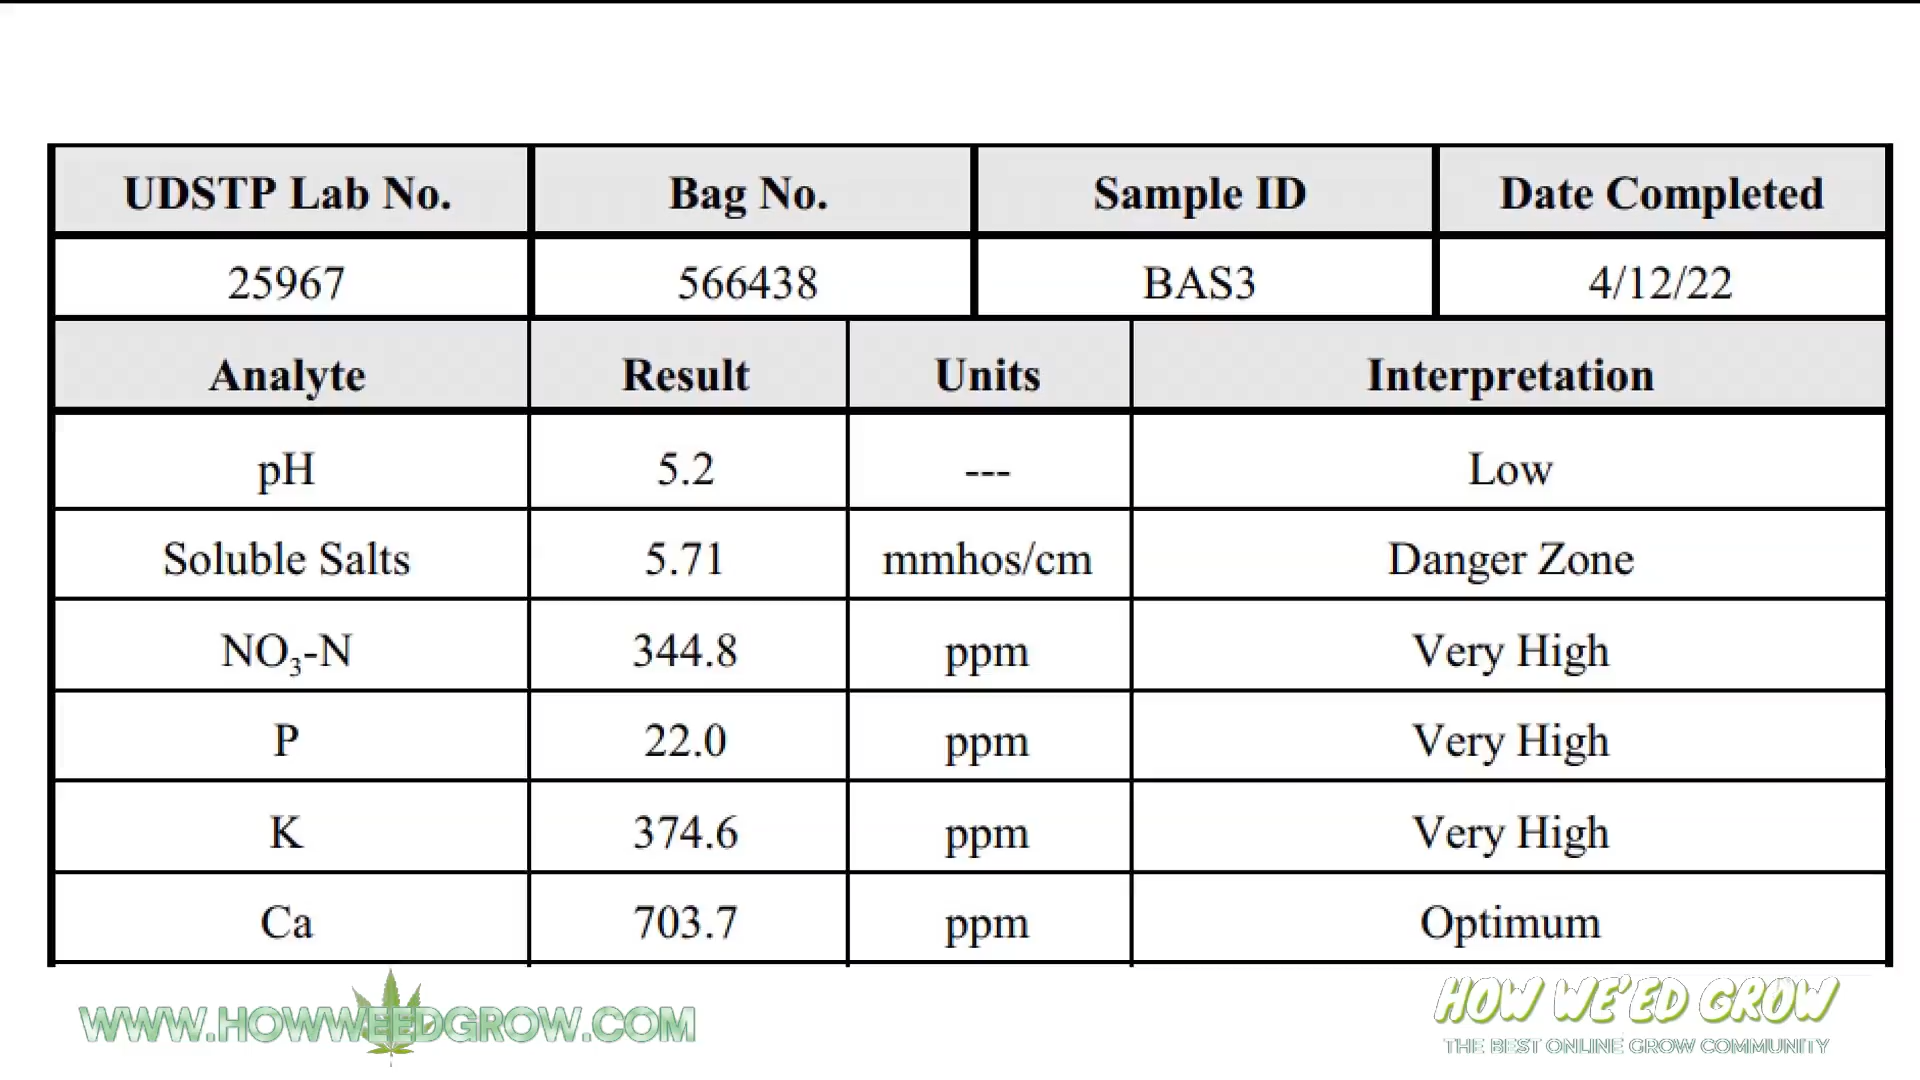 UDSTP Lab No. Bag No. Sample ID Date Completed
25967 566438 BAS3 4/12/22
Analyte Result Units Interpretation
pH 5.2 --- Low
Soluble Salts 5.71 mmhos/cm Danger Zone
NO₃-N 344.8 ppm Very High
P 22.0 ppm Very High
K 374.6 ppm Very High
Ca 703.7 ppm Optimum
WWW.HOWWEEDGROW.COM
HOW WE'ED GROW
THE BEST ONLINE GROW COMMUNITY